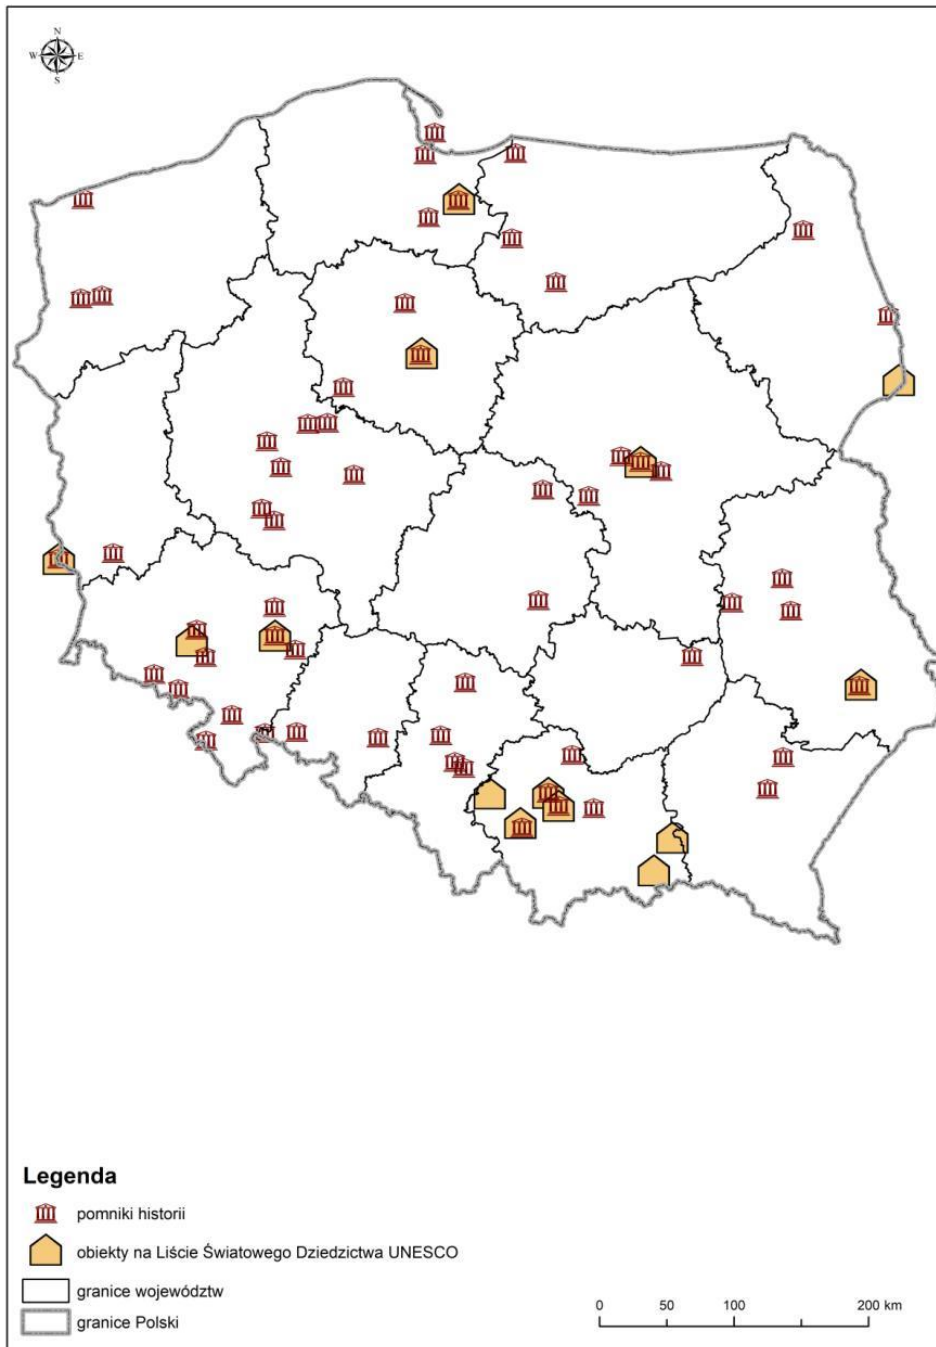 N
W E
S
Legenda
pomniki historii
obiekty na Liście Światowego Dziedzictwa UNESCO
granice województw
granice Polski
0 50 100 200 km